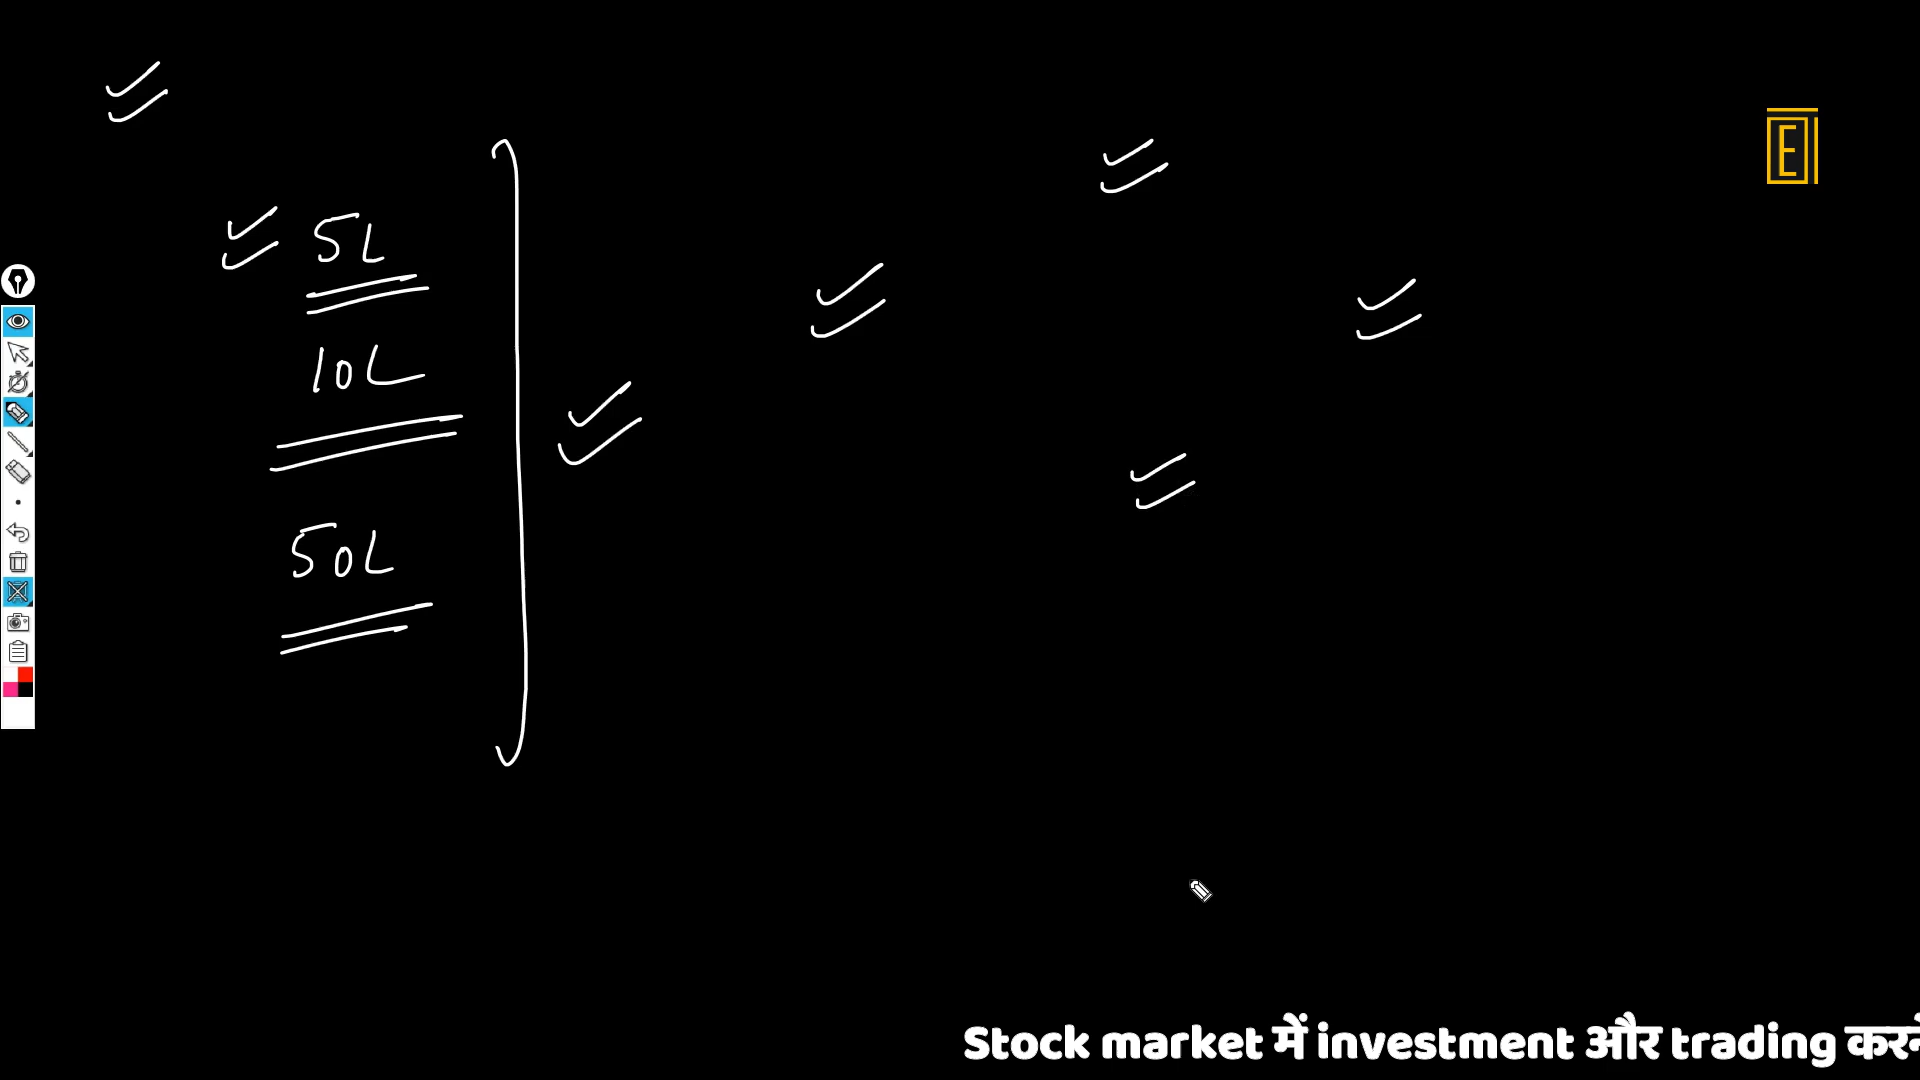 E
5L
10L
50L
Stock market में investment और trading